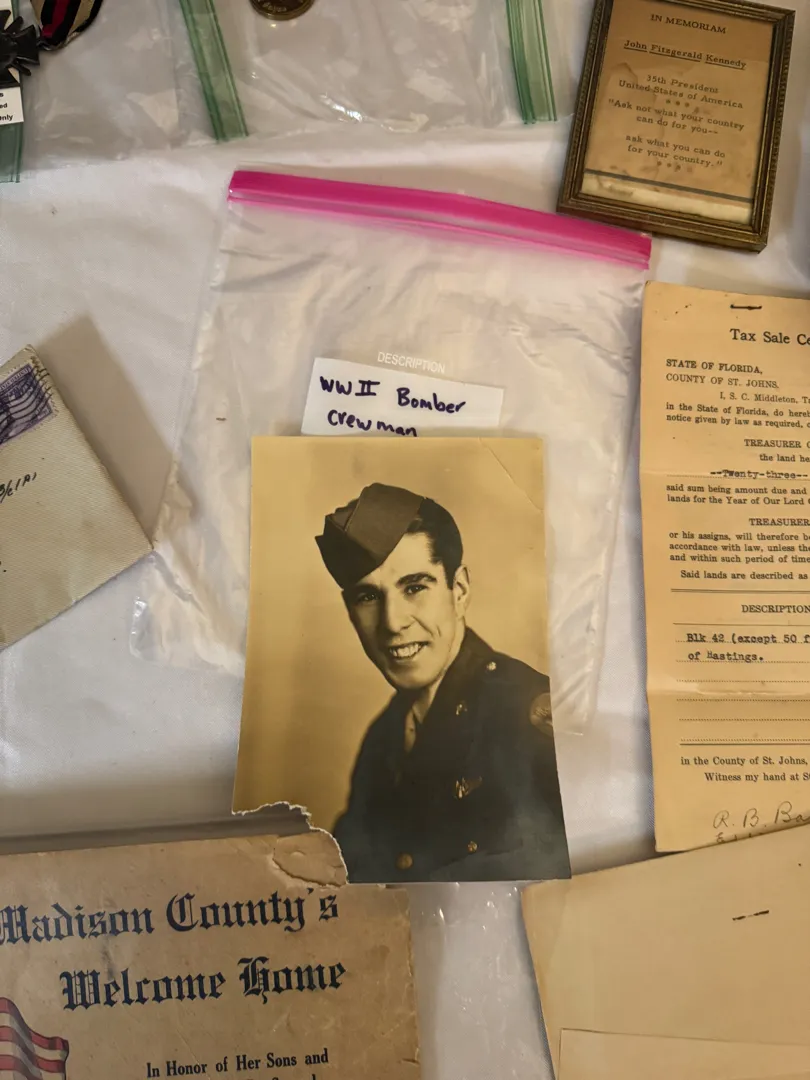 IN MEMORIAM
John Fitzgerald Kennedy
35th President
United States of America
* * *
"Ask not what your country
can do for you--
ask what you can do
for your country."
* * *
DESCRIPTION
WW II Bomber
Crewman
Tax Sale
STATE OF FLORIDA,
COUNTY OF ST. JOHNS,
I, S. C. Middleton,
in the State of Florida, do
notice given by law as required,
TREASURER
the land
--Twenty-three--
said sum being amount due and
lands for the Year of Our Lord
TREASURER
or his assigns, will therefore
accordance with law, unless
and within such period of time
Said lands are described as
DESCRIPTION
Blk 42 (except 50
of Hastings.
in the County of St. Johns,
Witness my hand at
R. B.
Madison County's
Welcome Home
In Honor of Her Sons and